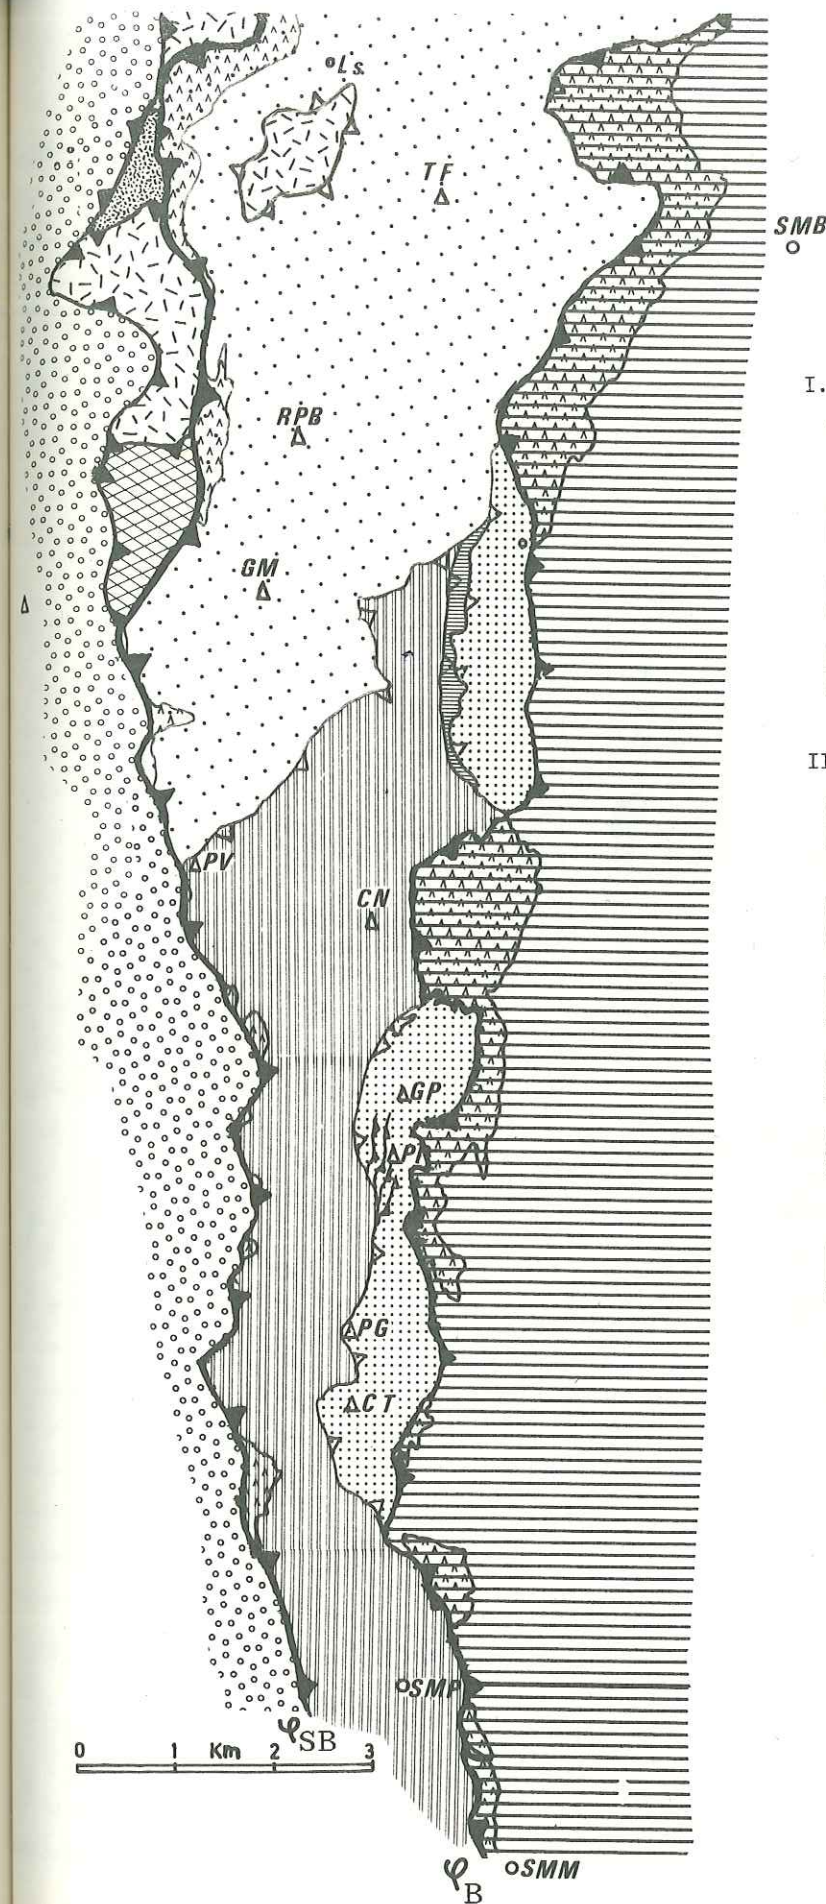 Ls.
TF
SMB
I.
RPB
GM
II
PV
CN
GP
PI
PG
CT
SMP
φSB
0 1 Km 2 3
φB
SMM